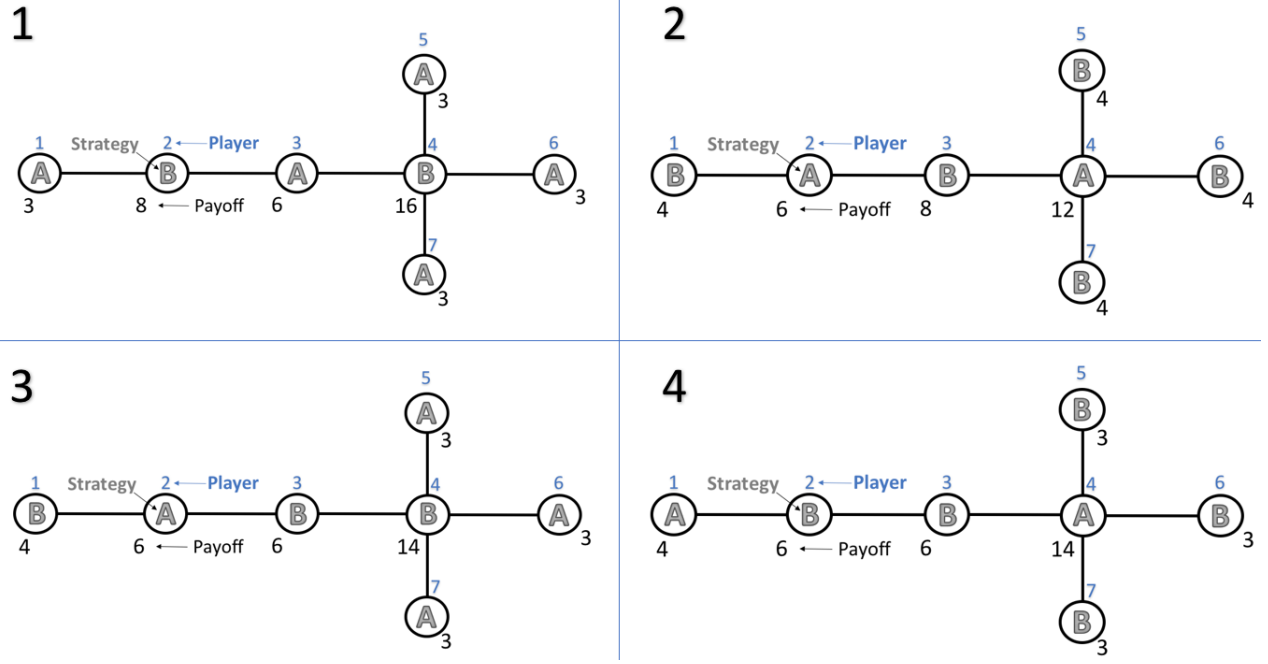 1
5
A
3
1 Strategy 2 Player 3 4 6
A B A B A
3 8 Payoff 6 16 3
7
A
3
2
5
B
4
1 Strategy 2 Player 3 4 6
B A B A B
4 6 Payoff 8 12 4
7
B
4
3
5
A
3
1 Strategy 2 Player 3 4 6
B A B B A
4 6 Payoff 6 14 3
7
A
3
4
5
B
3
1 Strategy 2 Player 3 4 6
A B B A B
4 6 Payoff 6 14 3
7
B
3